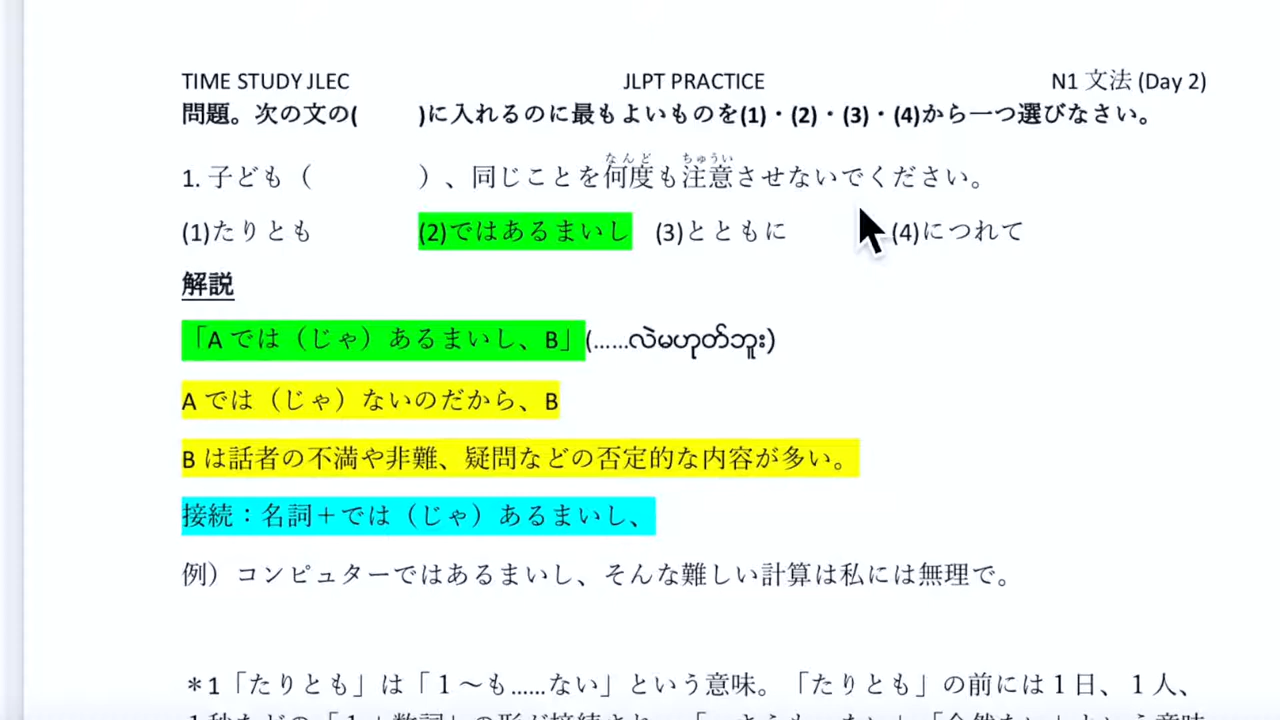 TIME STUDY JLEC JLPT PRACTICE N1 文法 (Day 2)
問題。次の文の( )に入れるのに最もよいものを(1)・(2)・(3)・(4)から一つ選びなさい。
なんど ちゅうい
1. 子ども（ ）、同じことを何度も注意させないでください。
(1)たりとも (2)ではあるまいし (3)とともに (4)につれて
解説
「A では（じゃ）あるまいし、B」(......လဲမဟုတ်ဘူး)
A では（じゃ）ないのだから、B
B は話者の不満や非難、疑問などの否定的な内容が多い。
接続：名詞＋では（じゃ）あるまいし、
例）コンピュターではあるまいし、そんな難しい計算は私には無理で。
＊1「たりとも」は「１〜も......ない」という意味。「たりとも」の前には１日、１人、